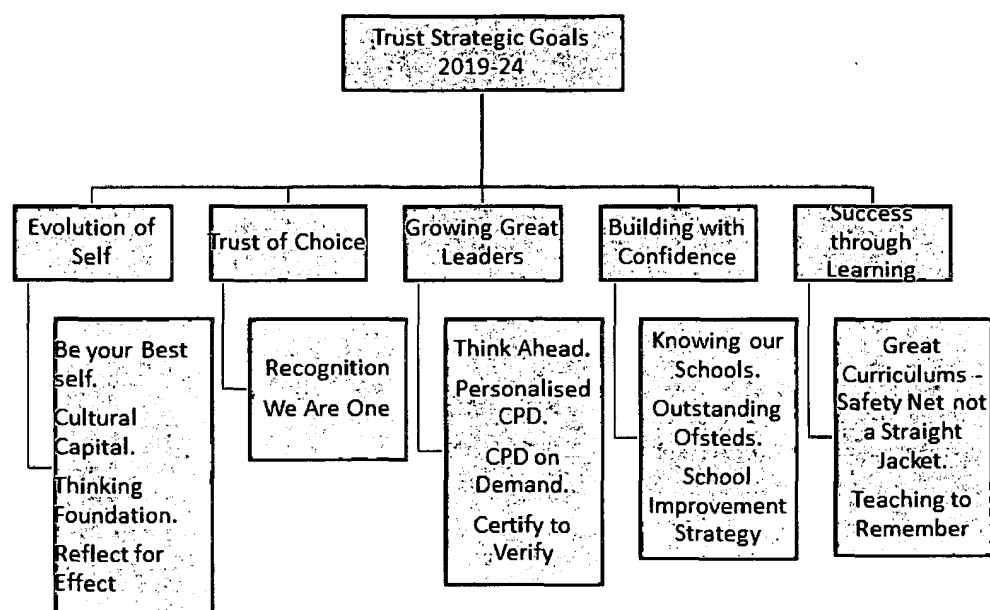 Trust Strategic Goals
2019-24
Evolution of
Self
Trust of Choice
Growing Great
Leaders
Building with
Confidence
Success
through
Learning
Be your Best
self.
Cultural
Capital.
Thinking
Foundation.
Reflect for
Effect
Recognition
We Are One
Think Ahead.
Personalised
CPD.
CPD on
Demand.
Certify to
Verify
Knowing our
Schools.
Outstanding
Ofsteds.
School
Improvement
Strategy
Great
Curriculums -
Safety Net not
a Straight
Jacket.
Teaching to
Remember